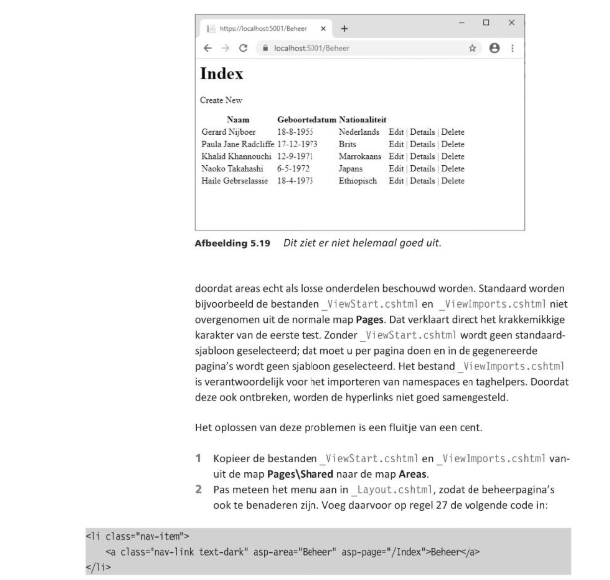 https://localhost:5001/Beheer
localhost:5001/Beheer
Index
Create New
Naam Geboortedatum Nationaliteit
Gerard Nijboer 18-8-1955 Nederlands Edit | Details | Delete
Paula Jane Radcliffe 17-12-1973 Brits Edit | Details | Delete
Khalid Khannouchi 12-9-1971 Marrokaans Edit | Details | Delete
Naoko Takahashi 6-5-1972 Japans Edit | Details | Delete
Haile Gebrselassie 18-4-1973 Ethiopisch Edit | Details | Delete
Afbeelding 5.19 Dit ziet er niet helemaal goed uit.
doordat areas echt als losse onderdelen beschouwd worden. Standaard worden
bijvoorbeeld de bestanden _ViewStart.cshtml en _ViewImports.cshtml niet
overgenomen uit de normale map Pages. Dat verklaart direct het krakkemikkige
karakter van de eerste test. Zonder _ViewStart.cshtml wordt geen standaard-
sjabloon geselecteerd; dat moet u per pagina doen en in de gegenereerde
pagina's wordt geen sjabloon geselecteerd. Het bestand _ViewImports.cshtml
is verantwoordelijk voor het importeren van namespaces en taghelpers. Doordat
deze ook ontbreken, worden de hyperlinks niet goed samengesteld.
Het oplossen van deze problemen is een fluitje van een cent.
1 Kopieer de bestanden _ViewStart.cshtml en _ViewImports.cshtml van-
uit de map Pages\Shared naar de map Areas.
2 Pas meteen het menu aan in _Layout.cshtml, zodat de beheerpagina's
ook te benaderen zijn. Voeg daarvoor op regel 27 de volgende code in:
<li class="nav-item">
<a class="nav-link text-dark" asp-area="Beheer" asp-page="/Index">Beheer</a>
</li>